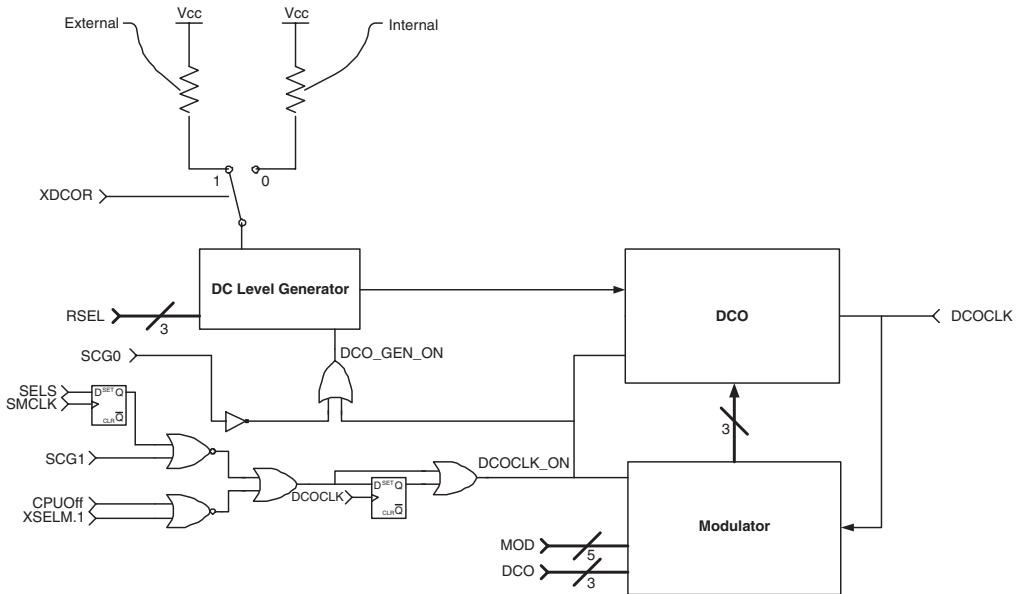 Vcc
Vcc
External
Internal
1
0
XDCOR
DC Level Generator
RSEL
3
DCO
DCOCLK
SCG0
DCO_GEN_ON
SELS
SMCLK
D SET Q
CLR Q
3
SCG1
DCOCLK_ON
CPUOff
XSELM.1
DCOCLK
D SET Q
CLR Q
Modulator
MOD
5
DCO
3